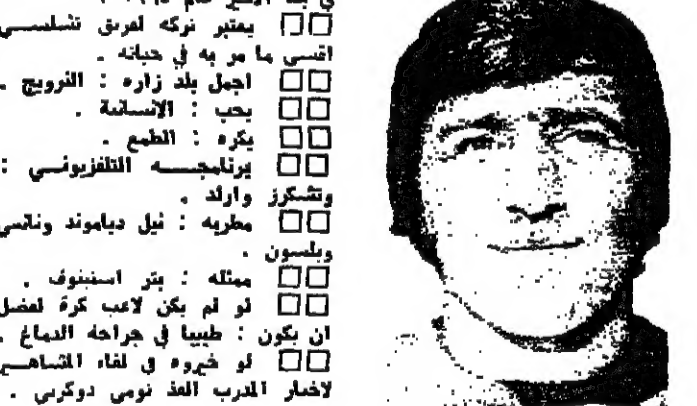 □□ يعتبر تركه لفريق تشلسي
اقسى ما مر به في حياته .
□□ اجمل بلد زاره : النرويج .
□□ يحب : الانسانية .
□□ يكره : الطمع .
□□ برنامجه التلفزيوني :
وتشكرز وارلد .
□□ مطربه : نيل دياموند ونانسي
ويلسون .
□□ ممثله : بتر استينوف .
□□ لو لم يكن لاعب كرة لفضل
ان يكون : طبيبا في جراحة الدماغ .
□□ لو خيروه في لقاء المشاهير
لاختار المدرب الفذ تومي دوكرتي .